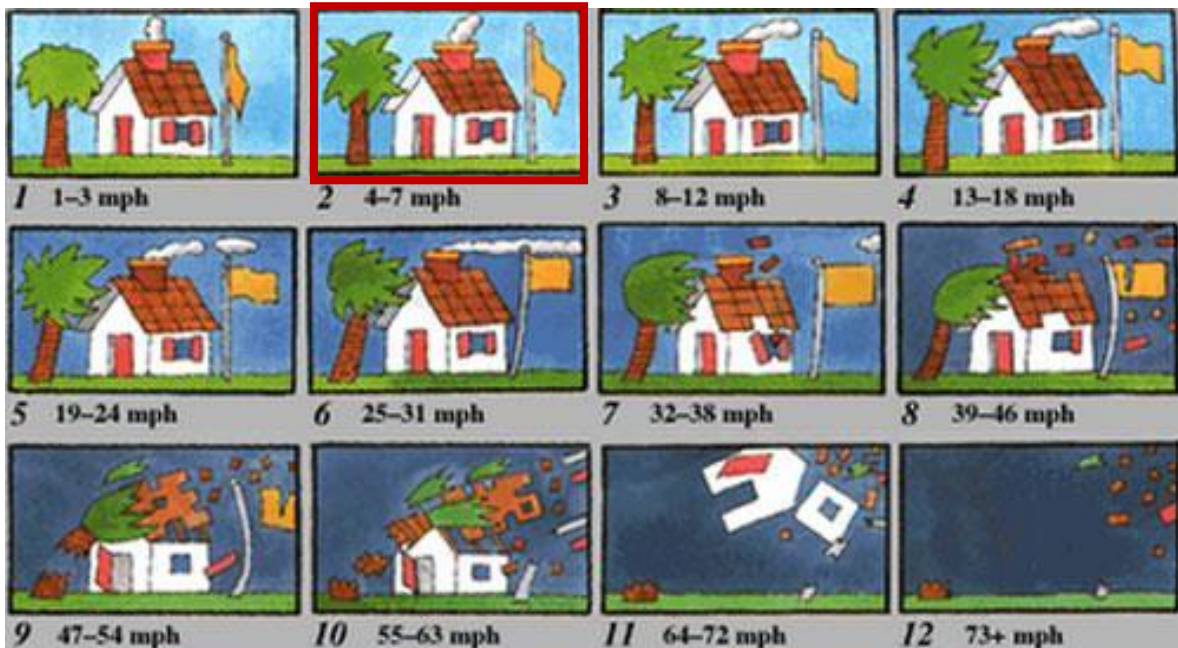 1 1–3 mph 2 4–7 mph 3 8–12 mph 4 13–18 mph
5 19–24 mph 6 25–31 mph 7 32–38 mph 8 39–46 mph
9 47–54 mph 10 55–63 mph 11 64–72 mph 12 73+ mph